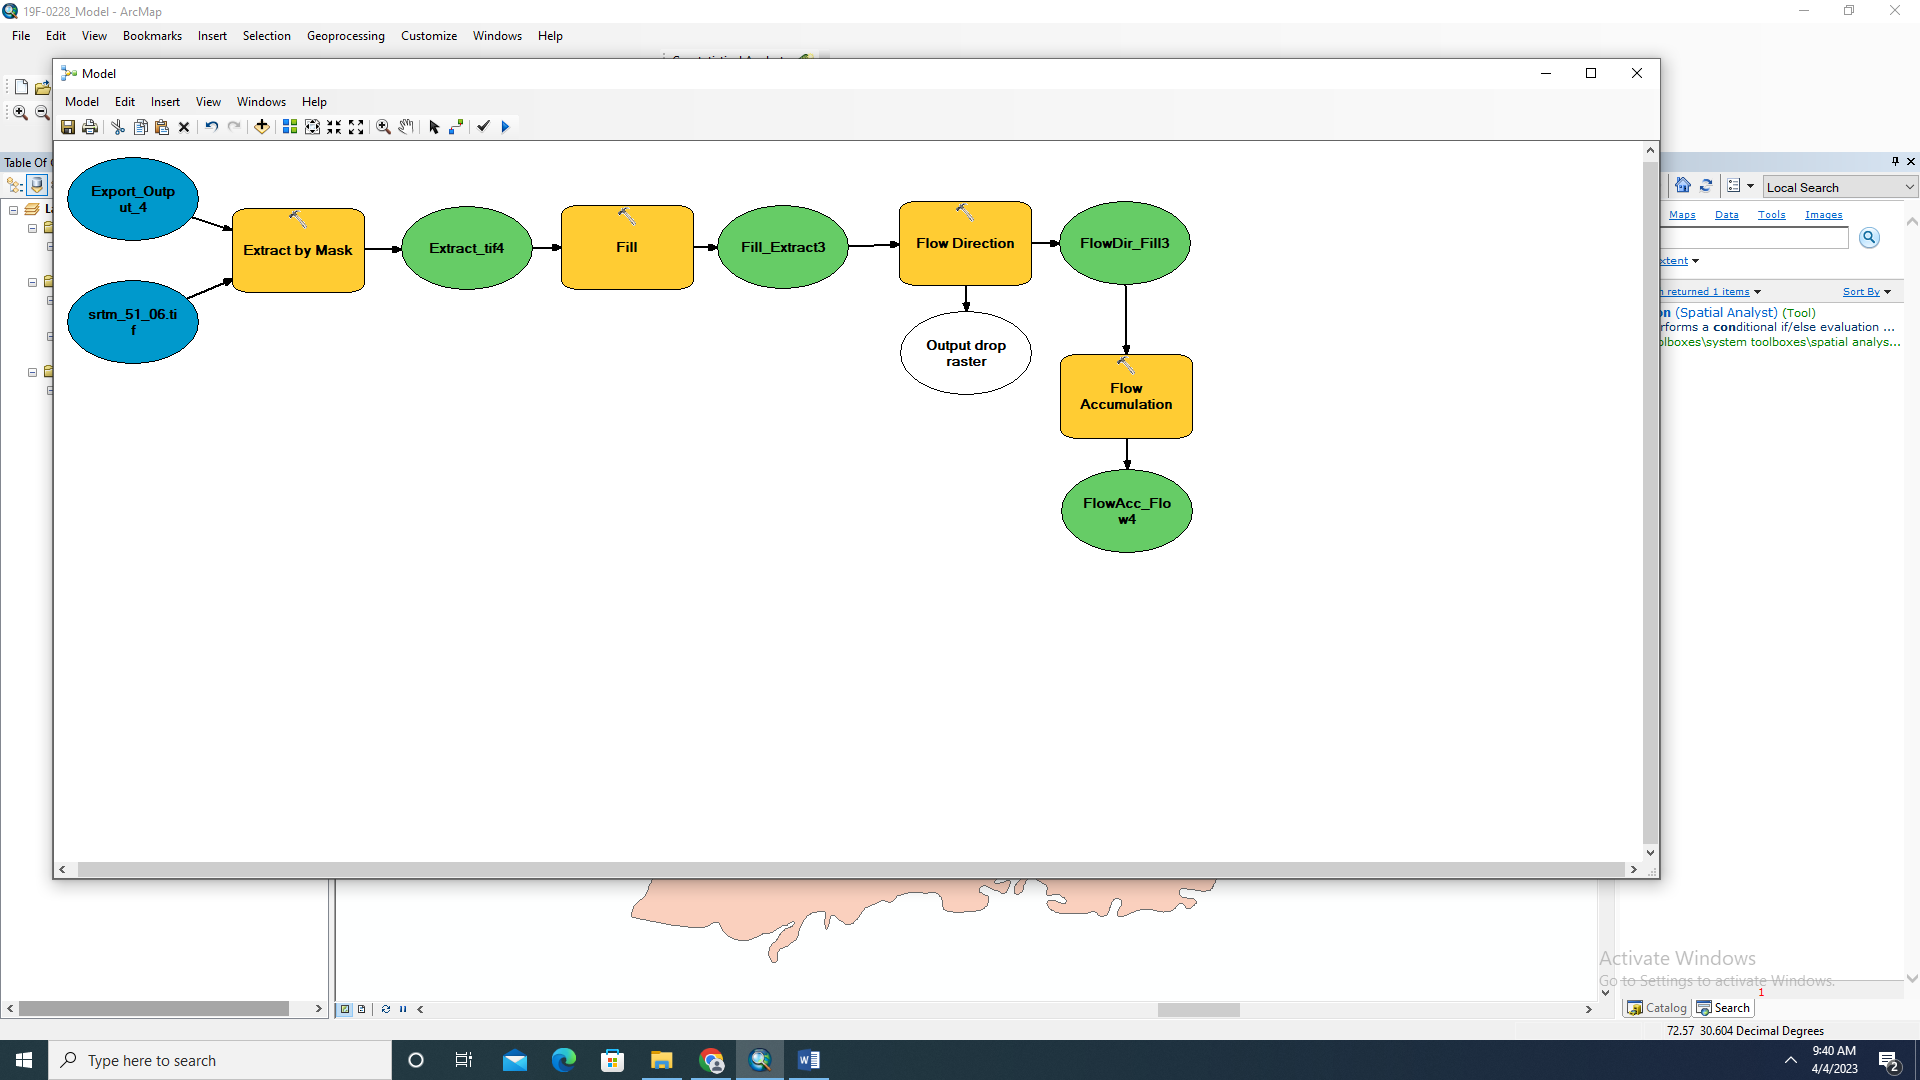 19F-0228_Model - ArcMap
File Edit View Bookmarks Insert Selection Geoprocessing Customize Windows Help
Model
Model Edit Insert View Windows Help
Table Of
Local Search
Maps Data Tools Images
returned 1 items
Sort By
(Spatial Analyst) (Tool)
a conditional if/else evaluation ...
toolboxes\spatial analys...
Export_Outp
ut_4
srtm_51_06.ti
f
Extract by Mask
Extract_tif4
Fill
Fill_Extract3
Flow Direction
FlowDir_Fill3
Output drop
raster
Flow
Accumulation
FlowAcc_Flo
w4
Activate Windows
Go to Settings to activate Windows.
1
Catalog Search
72.57 30.604 Decimal Degrees
Type here to search
9:40 AM
4/4/2023
2